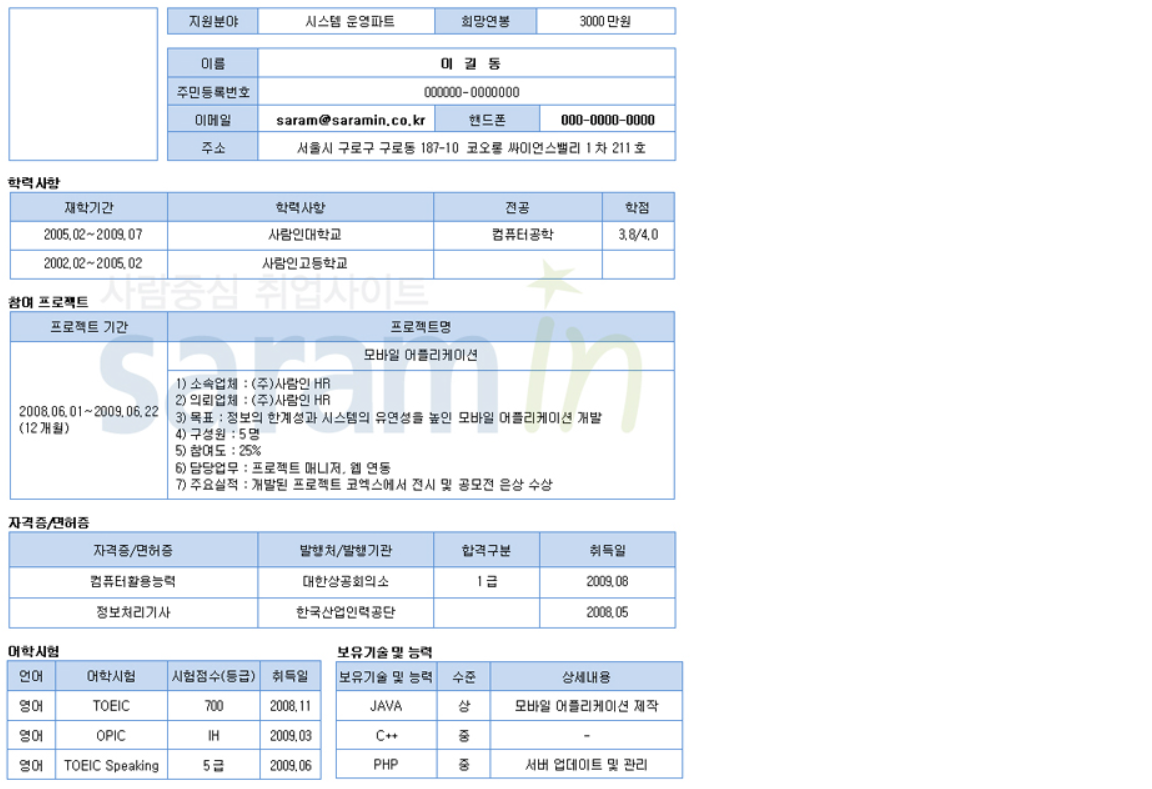 지원분야 시스템 운영파트 희망연봉 3000 만원
이름 이 길 동
주민등록번호 000000-0000000
이메일 saram@saramin.co.kr 핸드폰 000-0000-0000
주소 서울시 구로구 구로동 187-10 코오롱 싸이언스밸리 1 차 211 호
학력사항
재학기간 학력사항 전공 학점
2005.02~2009.07 사람인대학교 컴퓨터공학 3.8/4.0
2002.02~2005.02 사람인고등학교
사람중심 취업사이트
saramin
참여 프로젝트
프로젝트 기간 프로젝트명
모바일 어플리케이션
2008.06.01~2009.06.22
(12 개월)
1) 소속업체 : (주)사람인 HR
2) 의뢰업체 : (주)사람인 HR
3) 목표 : 정보의 한계성과 시스템의 유연성을 높인 모바일 어플리케이션 개발
4) 구성원 : 5 명
5) 참여도 : 25%
6) 담당업무 : 프로젝트 매니저, 웹 연동
7) 주요실적 : 개발된 프로젝트 코엑스에서 전시 및 공모전 은상 수상
자격증/면허증
자격증/면허증 발행처/발행기관 합격구분 취득일
컴퓨터활용능력 대한상공회의소 1 급 2009.08
정보처리기사 한국산업인력공단 2008.05
어학시험
언어 어학시험 시험점수(등급) 취득일
영어 TOEIC 700 2008.11
영어 OPIC IH 2009.03
영어 TOEIC Speaking 5 급 2009.06
보유기술 및 능력
보유기술 및 능력 수준 상세내용
JAVA 상 모바일 어플리케이션 제작
C++ 중 -
PHP 중 서버 업데이트 및 관리